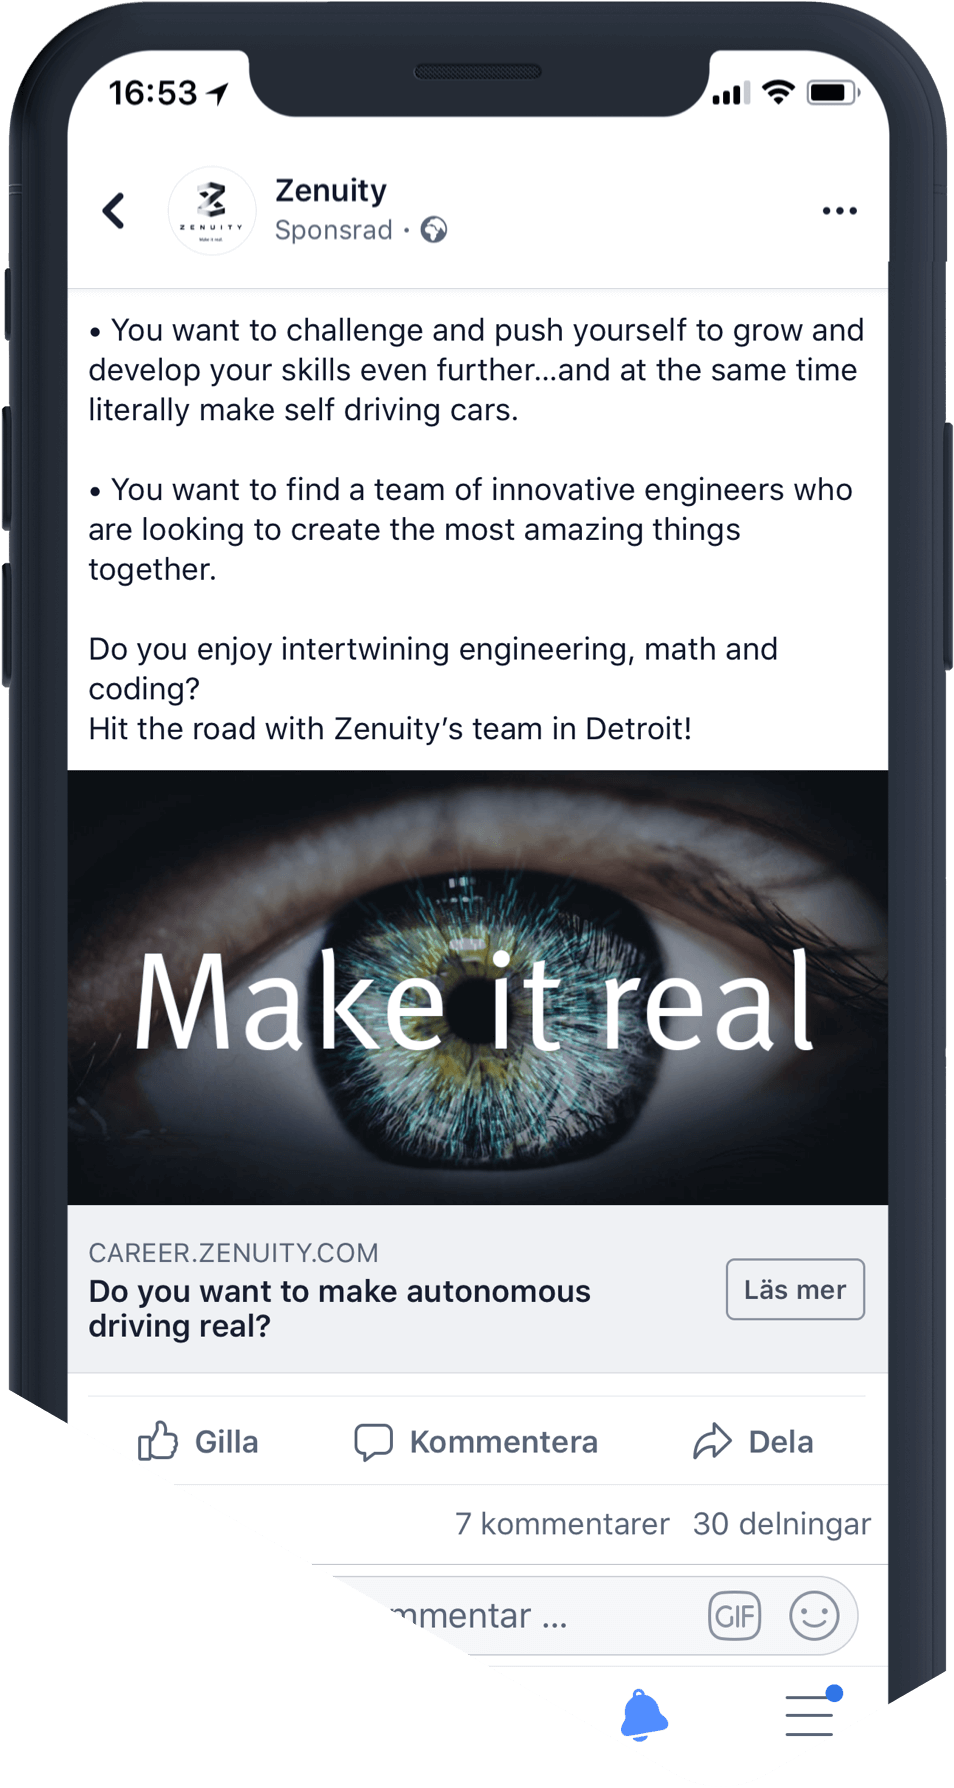 16:53
Zenuity
Sponsrad ·
ZENUITY
Make it real
• You want to challenge and push yourself to grow and
develop your skills even further...and at the same time
literally make self driving cars.
• You want to find a team of innovative engineers who
are looking to create the most amazing things
together.
Do you enjoy intertwining engineering, math and
coding?
Hit the road with Zenuity’s team in Detroit!
Make it real
CAREER.ZENUITY.COM
Do you want to make autonomous
driving real?
Läs mer
Gilla
Kommentera
Dela
7 kommentarer 30 delningar
mmentar ...
GIF